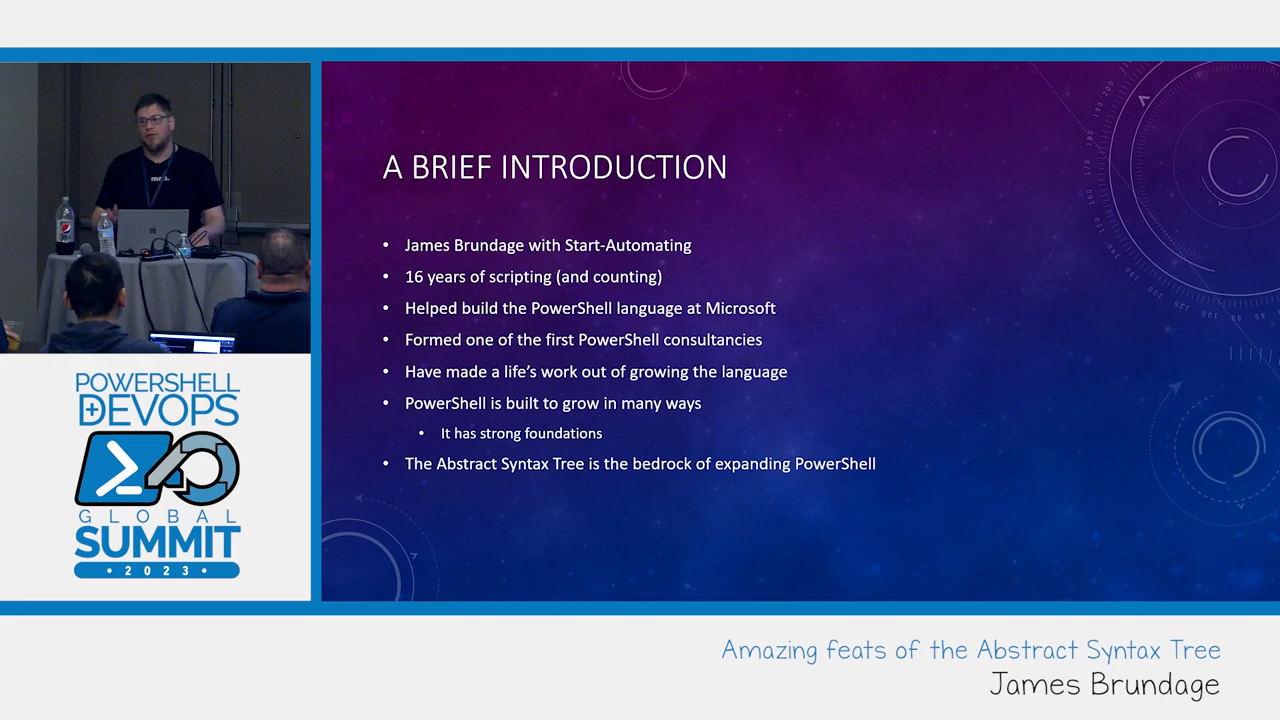 A BRIEF INTRODUCTION
• James Brundage with Start-Automating
• 16 years of scripting (and counting)
• Helped build the PowerShell language at Microsoft
• Formed one of the first PowerShell consultancies
• Have made a life's work out of growing the language
• PowerShell is built to grow in many ways
• It has strong foundations
• The Abstract Syntax Tree is the bedrock of expanding PowerShell
POWERSHELL
+DEVOPS
GLOBAL
SUMMIT
• 2023 •
Amazing feats of the Abstract Syntax Tree
James Brundage